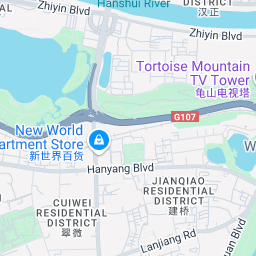 Hanshui River
DISTRICT
汉正
Zhiyin Blvd
Zhiyin Blvd
Tortoise Mountain
TV Tower
龟山电视塔
G107
New World
partment Store
新世界百货
Hanyang Blvd
JIANQIAO
RESIDENTIAL
DISTRICT
建桥
CUIWEI
RESIDENTIAL
DISTRICT
翠微
Lanjiang Rd